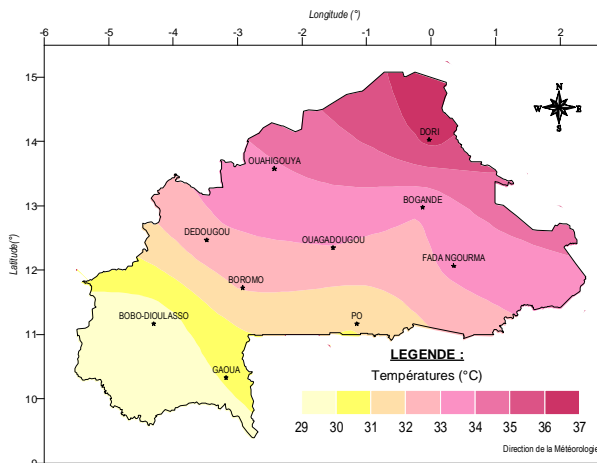 Longitude (°)
-6 -5 -4 -3 -2 -1 0 1 2
15
14
13
12
11
10
9
Latitude(°)
N
W E
S
DORI
OUAHIGOUYA
BOGANDE
DEDOUGOU
OUAGADOUGOU
FADA NGOURMA
BOROMO
BOBO-DIOULASSO
PO
GAOUA
LEGENDE :
Températures (°C)
29 30 31 32 33 34 35 36 37
Direction de la Météorologie